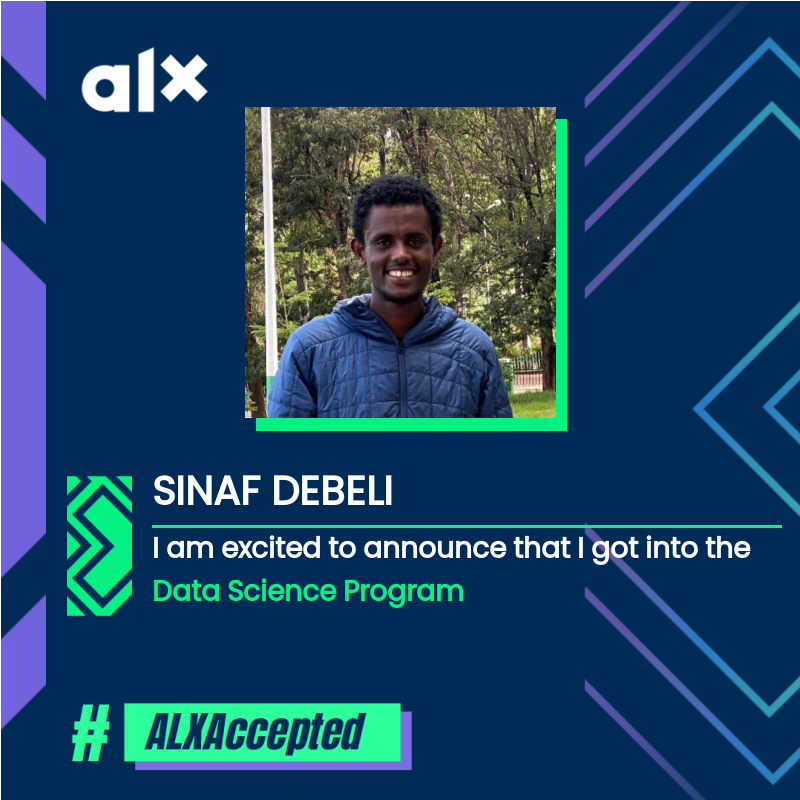 alx
SINAF DEBELI
I am excited to announce that I got into the
Data Science Program
# ALXAccepted